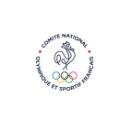 COMITÉ NATIONAL
OLYMPIQUE ET SPORTIF FRANÇAIS